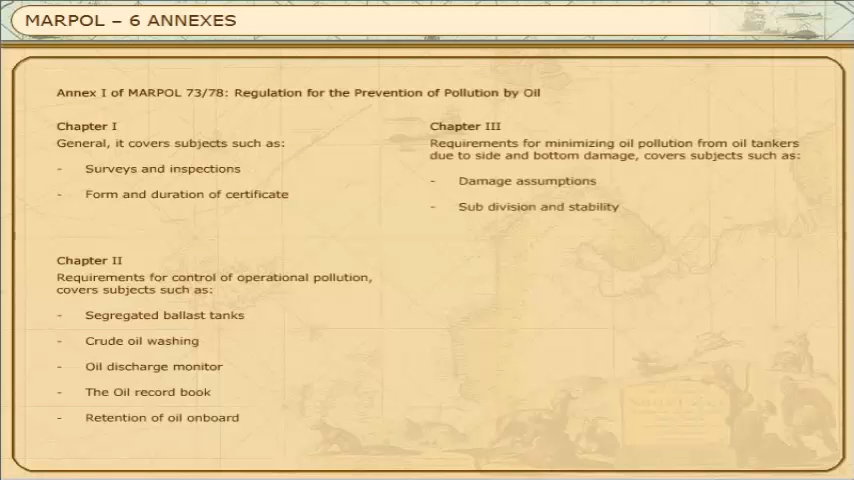 MARPOL – 6 ANNEXES
Annex I of MARPOL 73/78: Regulation for the Prevention of Pollution by Oil
Chapter I
General, it covers subjects such as:
- Surveys and inspections
- Form and duration of certificate
Chapter II
Requirements for control of operational pollution,
covers subjects such as:
- Segregated ballast tanks
- Crude oil washing
- Oil discharge monitor
- The Oil record book
- Retention of oil onboard
Chapter III
Requirements for minimizing oil pollution from oil tankers
due to side and bottom damage, covers subjects such as:
- Damage assumptions
- Sub division and stability